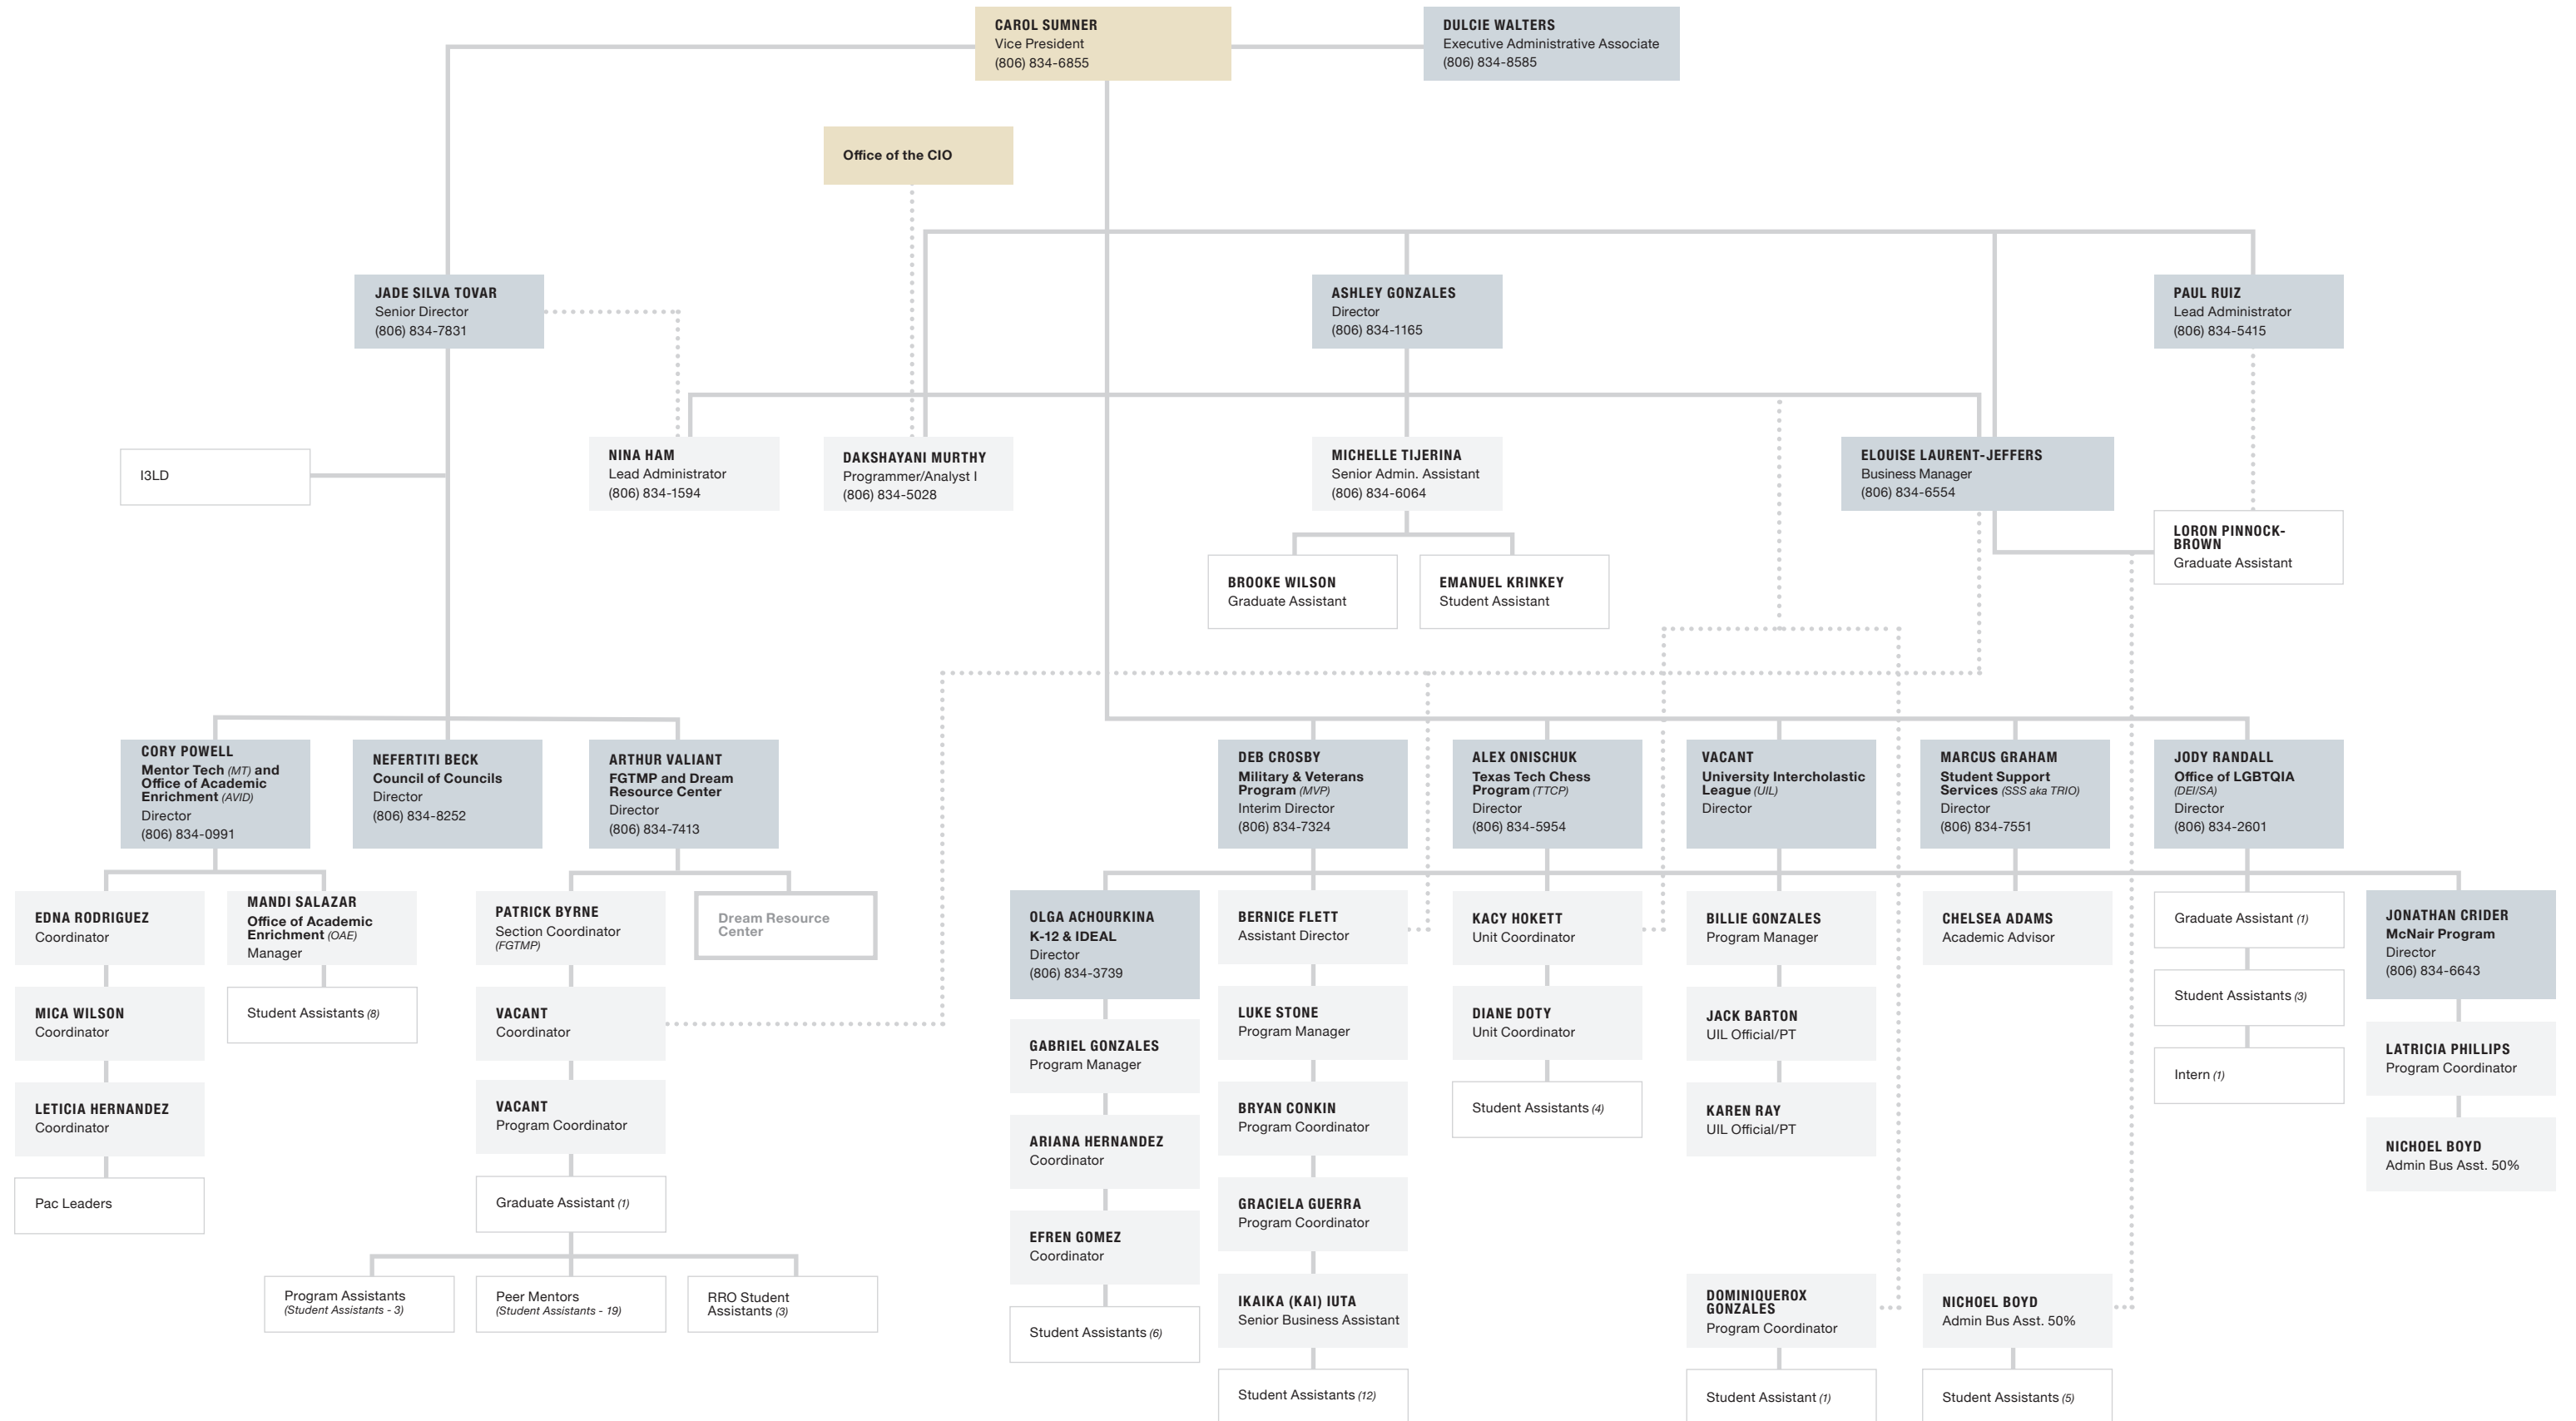 CAROL SUMNER
Vice President
(806) 834-6855
DULCIE WALTERS
Executive Administrative Associate
(806) 834-8585
Office of the CIO
JADE SILVA TOVAR
Senior Director
(806) 834-7831
ASHLEY GONZALES
Director
(806) 834-1165
PAUL RUIZ
Lead Administrator
(806) 834-5415
I3LD
NINA HAM
Lead Administrator
(806) 834-1594
DAKSHAYANI MURTHY
Programmer/Analyst I
(806) 834-5028
MICHELLE TIJERINA
Senior Admin. Assistant
(806) 834-6064
ELOUISE LAURENT-JEFFERS
Business Manager
(806) 834-6554
LORON PINNOCK-
BROWN
Graduate Assistant
BROOKE WILSON
Graduate Assistant
EMANUEL KRINKEY
Student Assistant
CORY POWELL
Mentor Tech (MT) and
Office of Academic
Enrichment (AVID)
Director
(806) 834-0991
NEFERTITI BECK
Council of Councils
Director
(806) 834-8252
ARTHUR VALIANT
FGTMP and Dream
Resource Center
Director
(806) 834-7413
DEB CROSBY
Military & Veterans
Program (MVP)
Interim Director
(806) 834-7324
ALEX ONISCHUK
Texas Tech Chess
Program (TTCP)
Director
(806) 834-5954
VACANT
University Intercholastic
League (UIL)
Director
MARCUS GRAHAM
Student Support
Services (SSS aka TRIO)
Director
(806) 834-7551
JODY RANDALL
Office of LGBTQIA
(DEI/SA)
Director
(806) 834-2601
EDNA RODRIGUEZ
Coordinator
MANDI SALAZAR
Office of Academic
Enrichment (OAE)
Manager
PATRICK BYRNE
Section Coordinator
(FGTMP)
Dream Resource
Center
OLGA ACHOURKINA
K-12 & IDEAL
Director
(806) 834-3739
BERNICE FLETT
Assistant Director
KACY HOKETT
Unit Coordinator
BILLIE GONZALES
Program Manager
CHELSEA ADAMS
Academic Advisor
Graduate Assistant (1)
JONATHAN CRIDER
McNair Program
Director
(806) 834-6643
MICA WILSON
Coordinator
Student Assistants (8)
VACANT
Coordinator
GABRIEL GONZALES
Program Manager
LUKE STONE
Program Manager
DIANE DOTY
Unit Coordinator
JACK BARTON
UIL Official/PT
Student Assistants (3)
LATRICIA PHILLIPS
Program Coordinator
LETICIA HERNANDEZ
Coordinator
VACANT
Program Coordinator
ARIANA HERNANDEZ
Coordinator
BRYAN CONKIN
Program Coordinator
Student Assistants (4)
KAREN RAY
UIL Official/PT
Intern (1)
NICHOEL BOYD
Admin Bus Asst. 50%
Pac Leaders
Graduate Assistant (1)
EFREN GOMEZ
Coordinator
GRACIELA GUERRA
Program Coordinator
Program Assistants
(Student Assistants - 3)
Peer Mentors
(Student Assistants - 19)
RRO Student
Assistants (3)
Student Assistants (6)
IKAIKA (KAI) IUTA
Senior Business Assistant
DOMINIQUEROX
GONZALES
Program Coordinator
NICHOEL BOYD
Admin Bus Asst. 50%
Student Assistants (12)
Student Assistant (1)
Student Assistants (5)